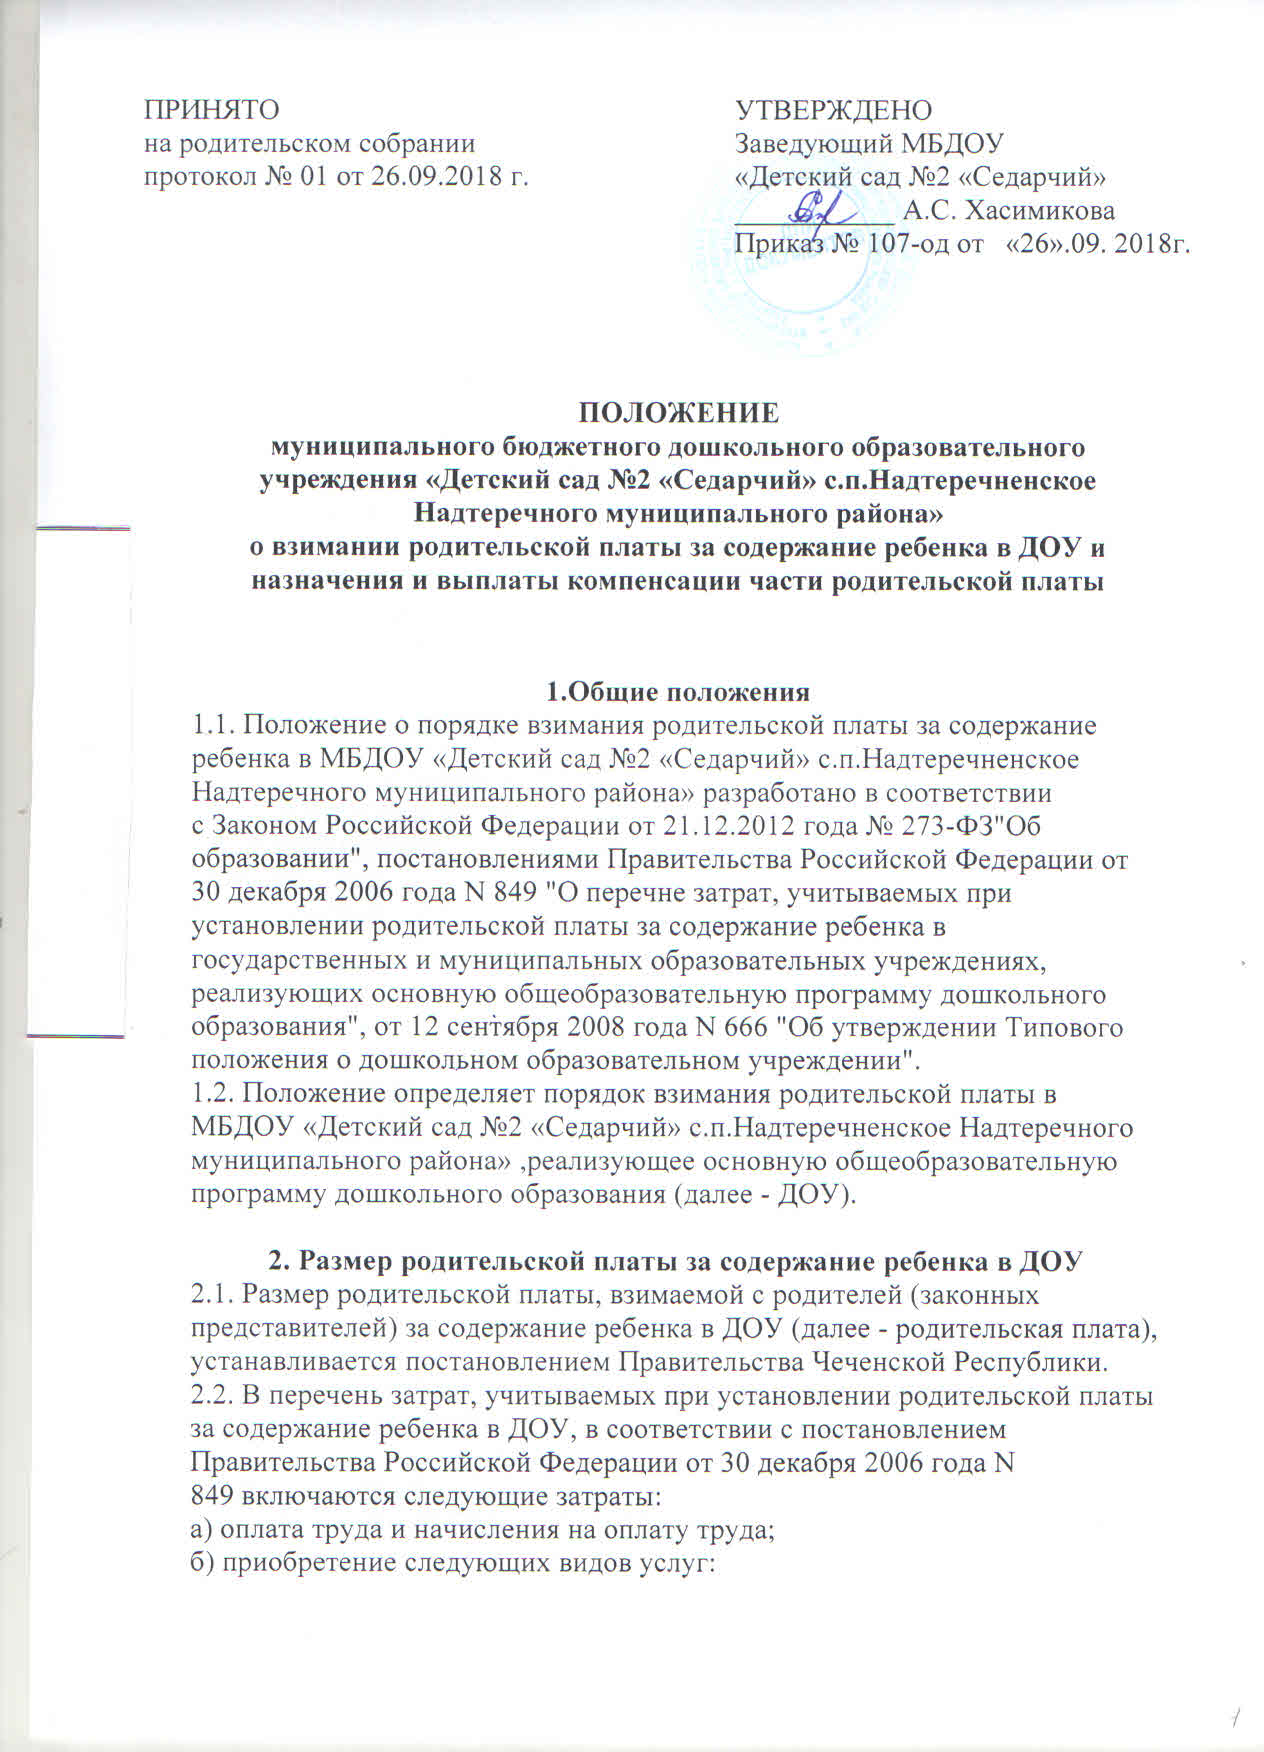 ПРИНЯТО
на родительском собрании
протокол № 01 от 26.09.2018 г.
УТВЕРЖДЕНО
Заведующий МБДОУ
«Детский сад №2 «Седарчий»
___________ А.С. Хасимикова
Приказ № 107-од от «26».09. 2018г.
ПОЛОЖЕНИЕ
муниципального бюджетного дошкольного образовательного
учреждения «Детский сад №2 «Седарчий» с.п.Надтеречненское
Надтеречного муниципального района»
о взимании родительской платы за содержание ребенка в ДОУ и
назначения и выплаты компенсации части родительской платы
1.Общие положения
1.1. Положение о порядке взимания родительской платы за содержание
ребенка в МБДОУ «Детский сад №2 «Седарчий» с.п.Надтеречненское
Надтеречного муниципального района» разработано в соответствии
с Законом Российской Федерации от 21.12.2012 года № 273-ФЗ"Об
образовании", постановлениями Правительства Российской Федерации от
30 декабря 2006 года N 849 "О перечне затрат, учитываемых при
установлении родительской платы за содержание ребенка в
государственных и муниципальных образовательных учреждениях,
реализующих основную общеобразовательную программу дошкольного
образования", от 12 сентября 2008 года N 666 "Об утверждении Типового
положения о дошкольном образовательном учреждении".
1.2. Положение определяет порядок взимания родительской платы в
МБДОУ «Детский сад №2 «Седарчий» с.п.Надтеречненское Надтеречного
муниципального района» ,реализующее основную общеобразовательную
программу дошкольного образования (далее - ДОУ).
2. Размер родительской платы за содержание ребенка в ДОУ
2.1. Размер родительской платы, взимаемой с родителей (законных
представителей) за содержание ребенка в ДОУ (далее - родительская плата),
устанавливается постановлением Правительства Чеченской Республики.
2.2. В перечень затрат, учитываемых при установлении родительской платы
за содержание ребенка в ДОУ, в соответствии с постановлением
Правительства Российской Федерации от 30 декабря 2006 года N
849 включаются следующие затраты:
а) оплата труда и начисления на оплату труда;
б) приобретение следующих видов услуг:
1